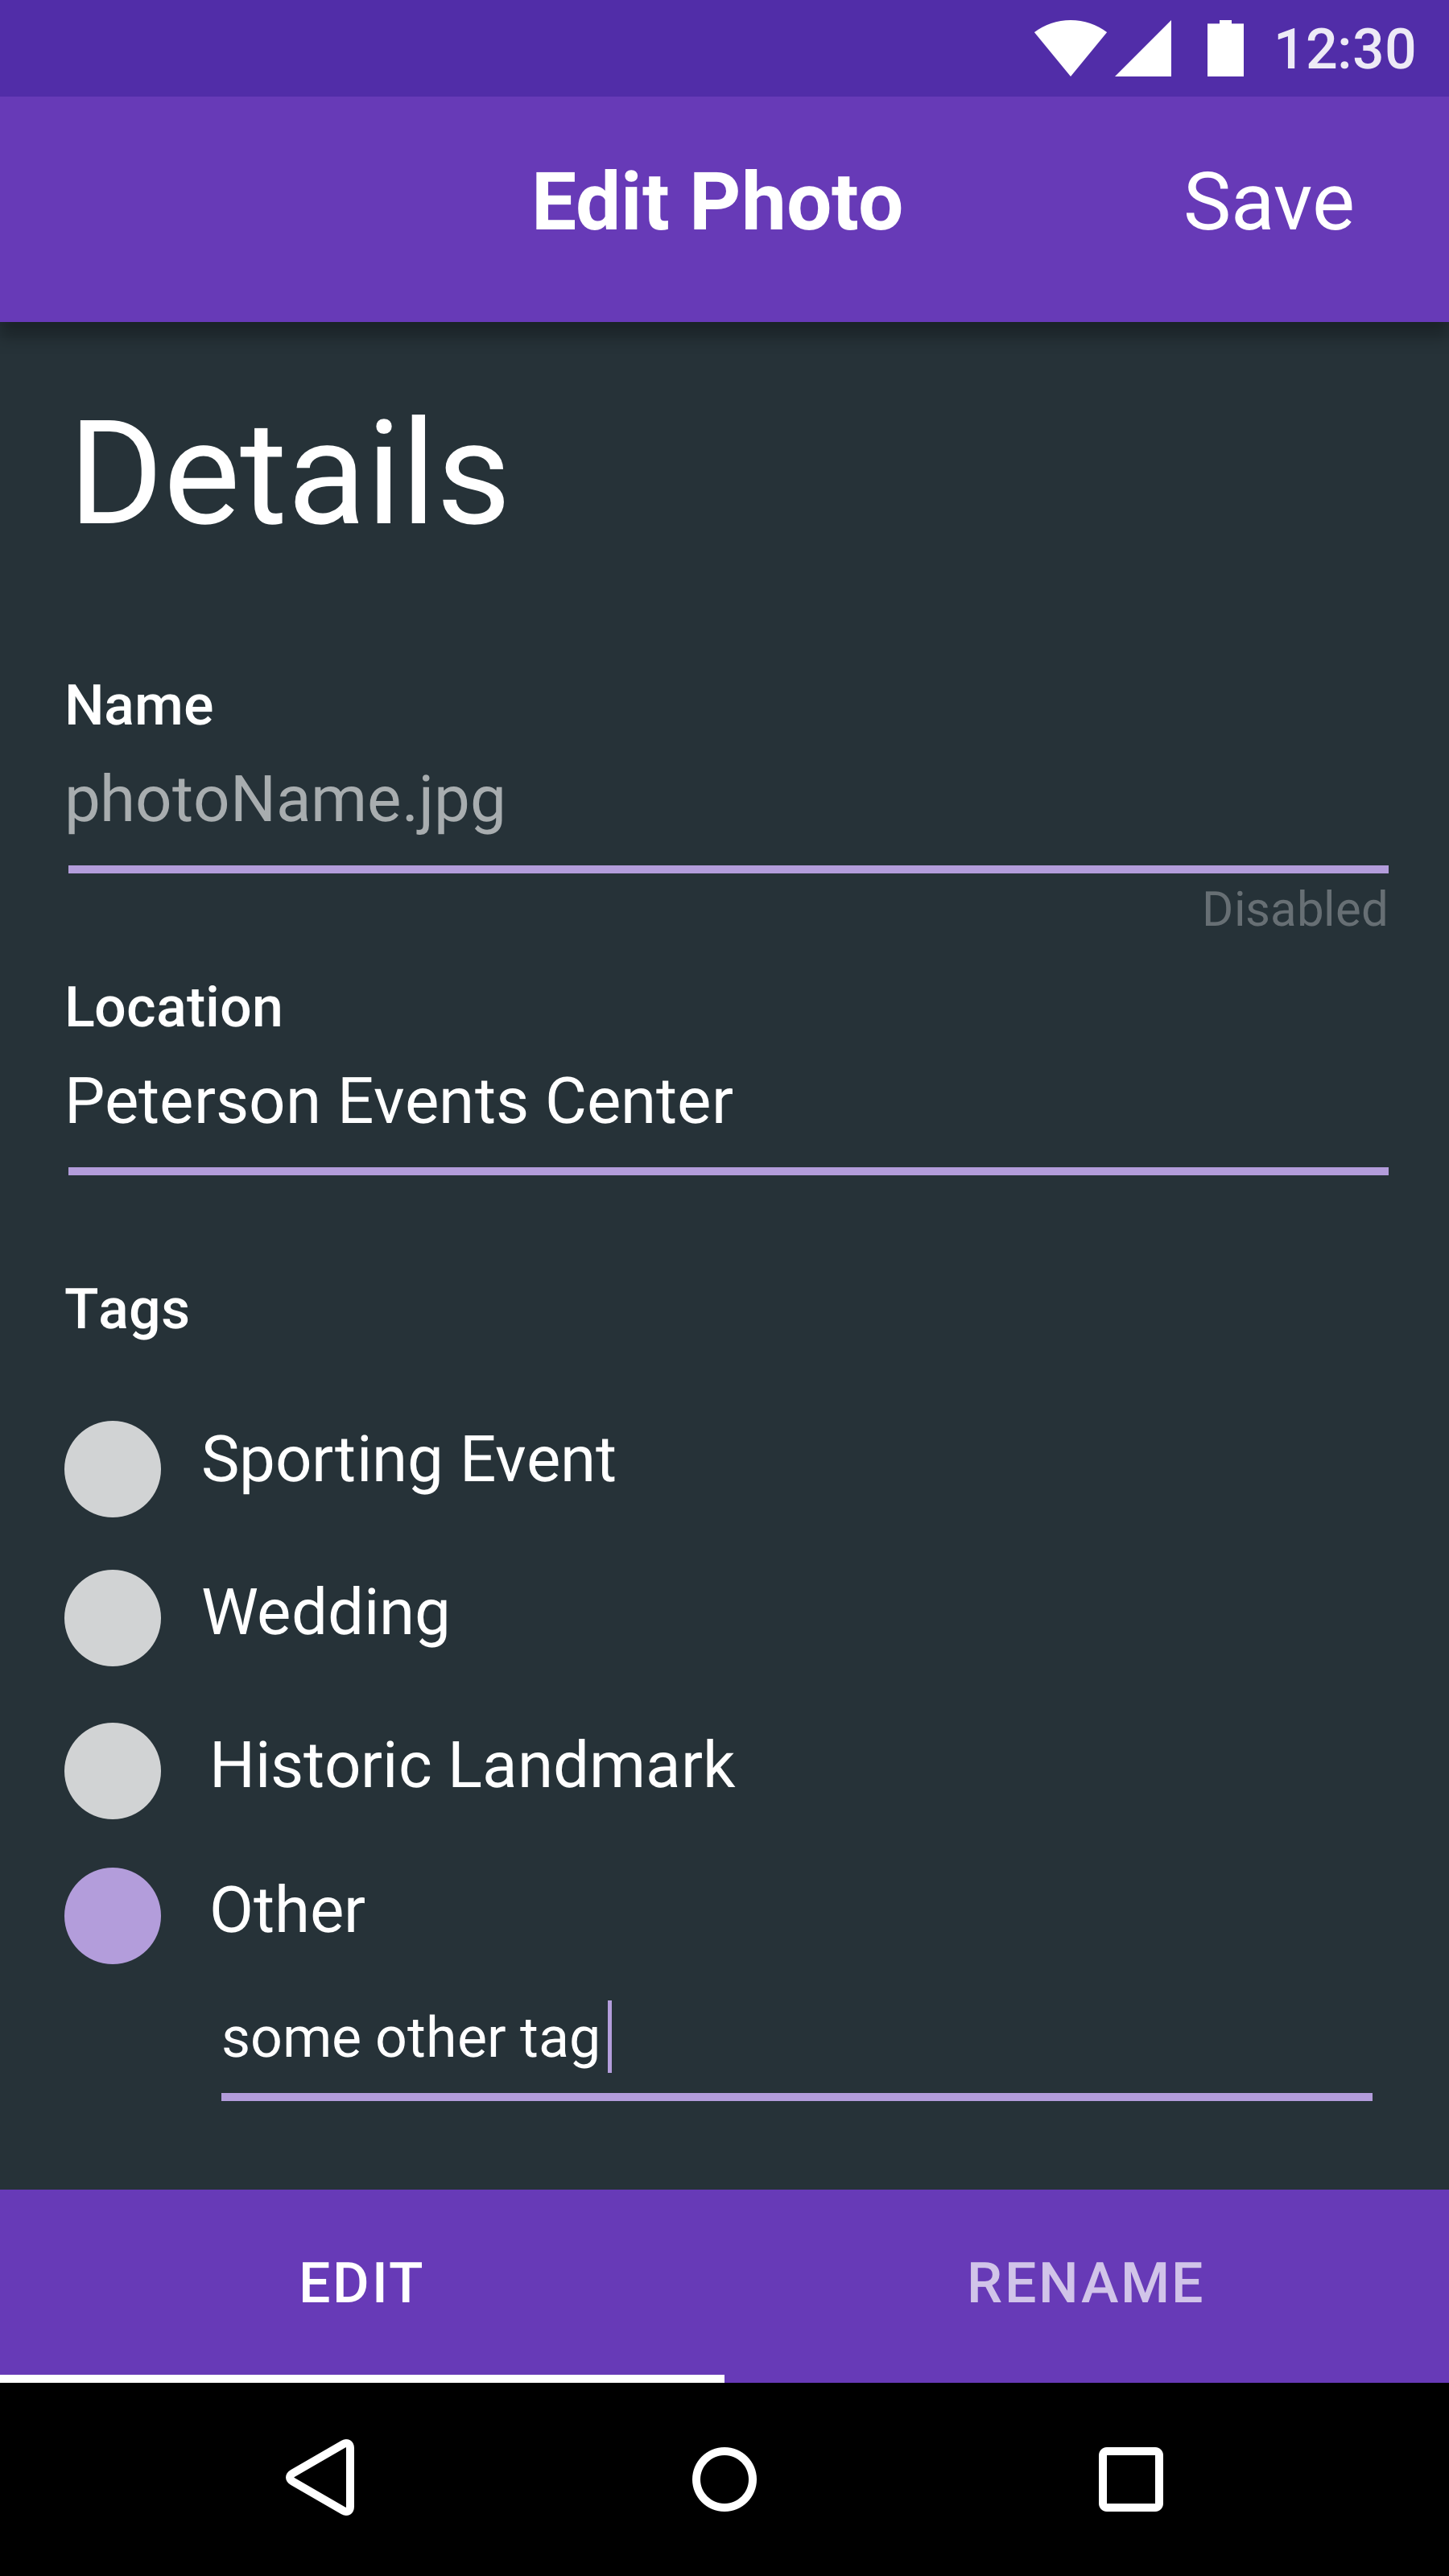 12:30
Edit Photo Save
Details
Name
photoName.jpg
Disabled
Location
Peterson Events Center
Tags
Sporting Event
Wedding
Historic Landmark
Other
some other tag
EDIT RENAME